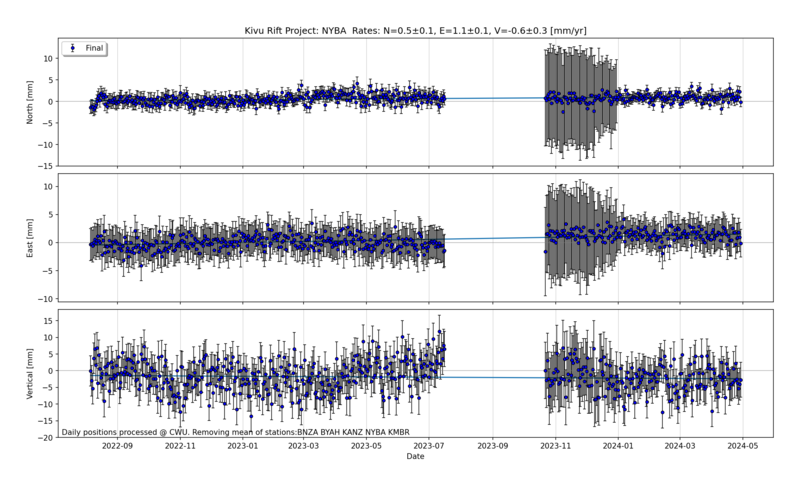 Kivu Rift Project: NYBA  Rates: N=0.5±0.1, E=1.1±0.1, V=-0.6±0.3 [mm/yr]
Final
10
5
0
−5
−10
−15
North [mm]
10
5
0
−5
−10
East [mm]
15
10
5
0
−5
−10
−15
−20
Vertical [mm]
Daily positions processed @ CWU. Removing mean of stations:BNZA BYAH KANZ NYBA KMBR
2022-09 2022-11 2023-01 2023-03 2023-05 2023-07 2023-09 2023-11 2024-01 2024-03 2024-05
Date